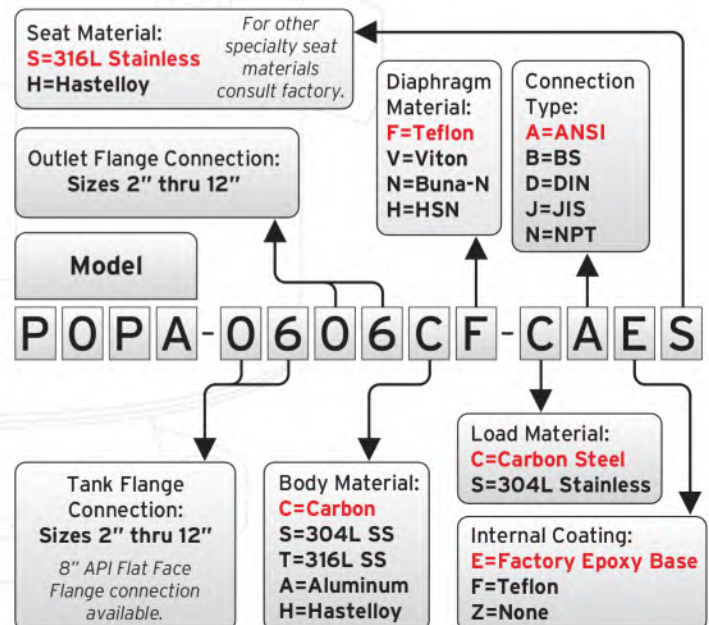 Seat Material:
S=316L Stainless
H=Hastelloy
For other
specialty seat
materials
consult factory.
Diaphragm
Material:
F=Teflon
V=Viton
N=Buna-N
H=HSN
Connection
Type:
A=ANSI
B=BS
D=DIN
J=JIS
N=NPT
Outlet Flange Connection:
Sizes 2" thru 12"
Model
POPA-0606CF-CAES
Tank Flange
Connection:
Sizes 2" thru 12"
8" API Flat Face
Flange connection
available.
Body Material:
C=Carbon
S=304L SS
T=316L SS
A=Aluminum
H=Hastelloy
Load Material:
C=Carbon Steel
S=304L Stainless
Internal Coating:
E=Factory Epoxy Base
F=Teflon
Z=None